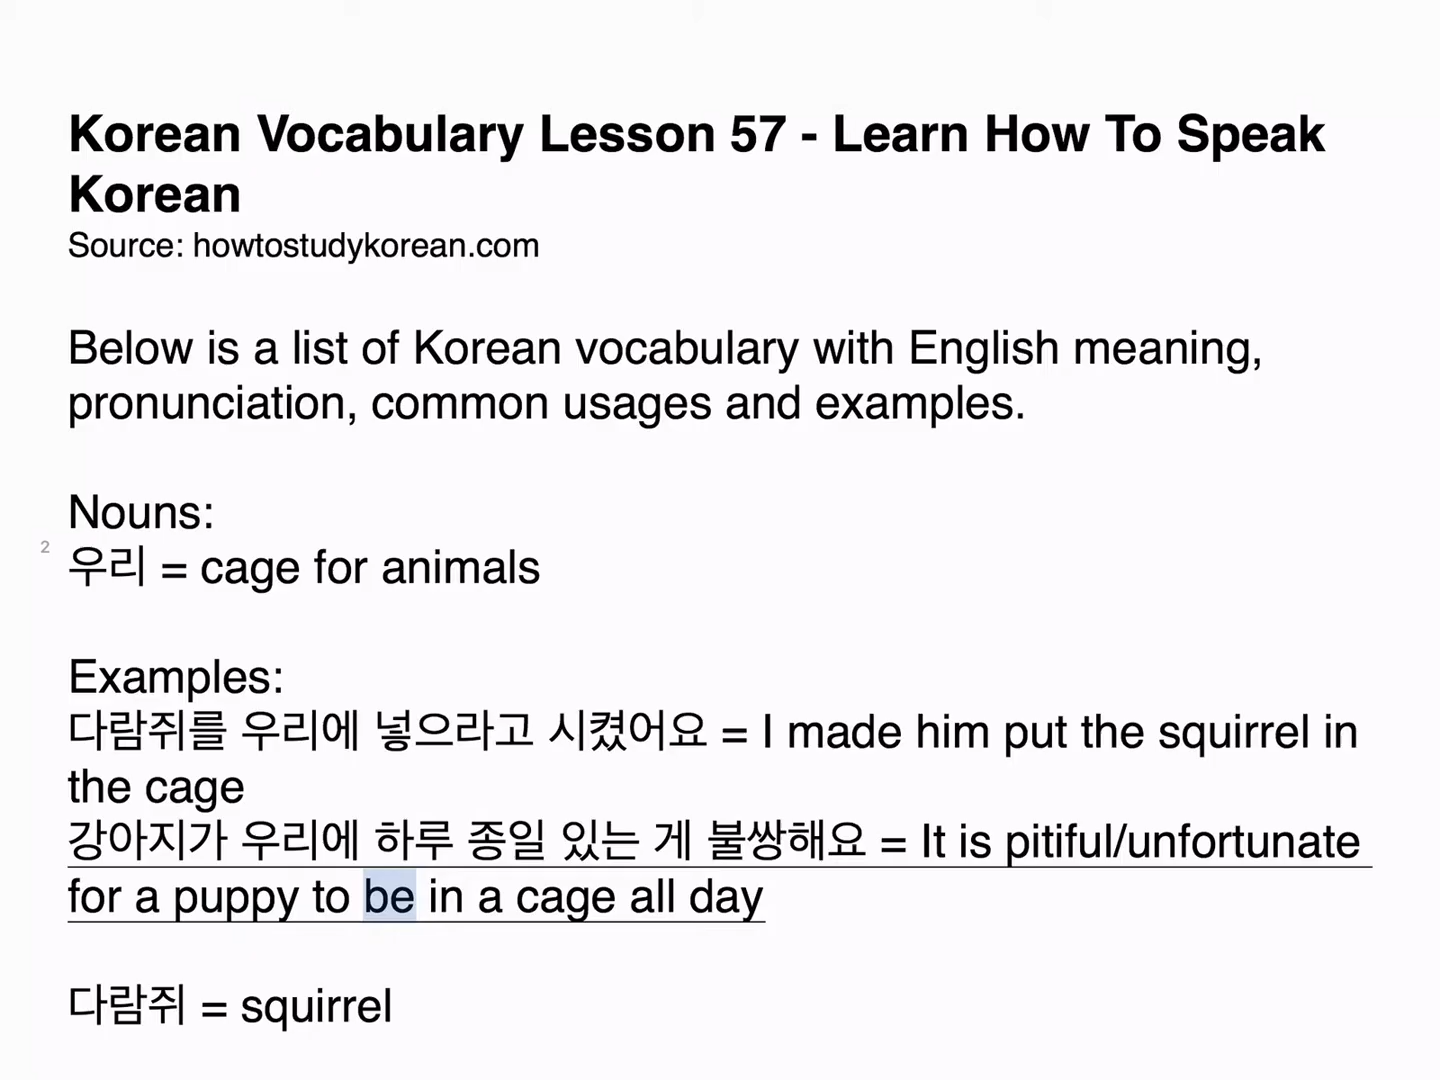 Korean Vocabulary Lesson 57 - Learn How To Speak
Korean
Source: howtostudykorean.com
Below is a list of Korean vocabulary with English meaning,
pronunciation, common usages and examples.
Nouns:
2
우리 = cage for animals
Examples:
다람쥐를 우리에 넣으라고 시켰어요 = I made him put the squirrel in
the cage
강아지가 우리에 하루 종일 있는 게 불쌍해요 = It is pitiful/unfortunate
for a puppy to be in a cage all day
다람쥐 = squirrel